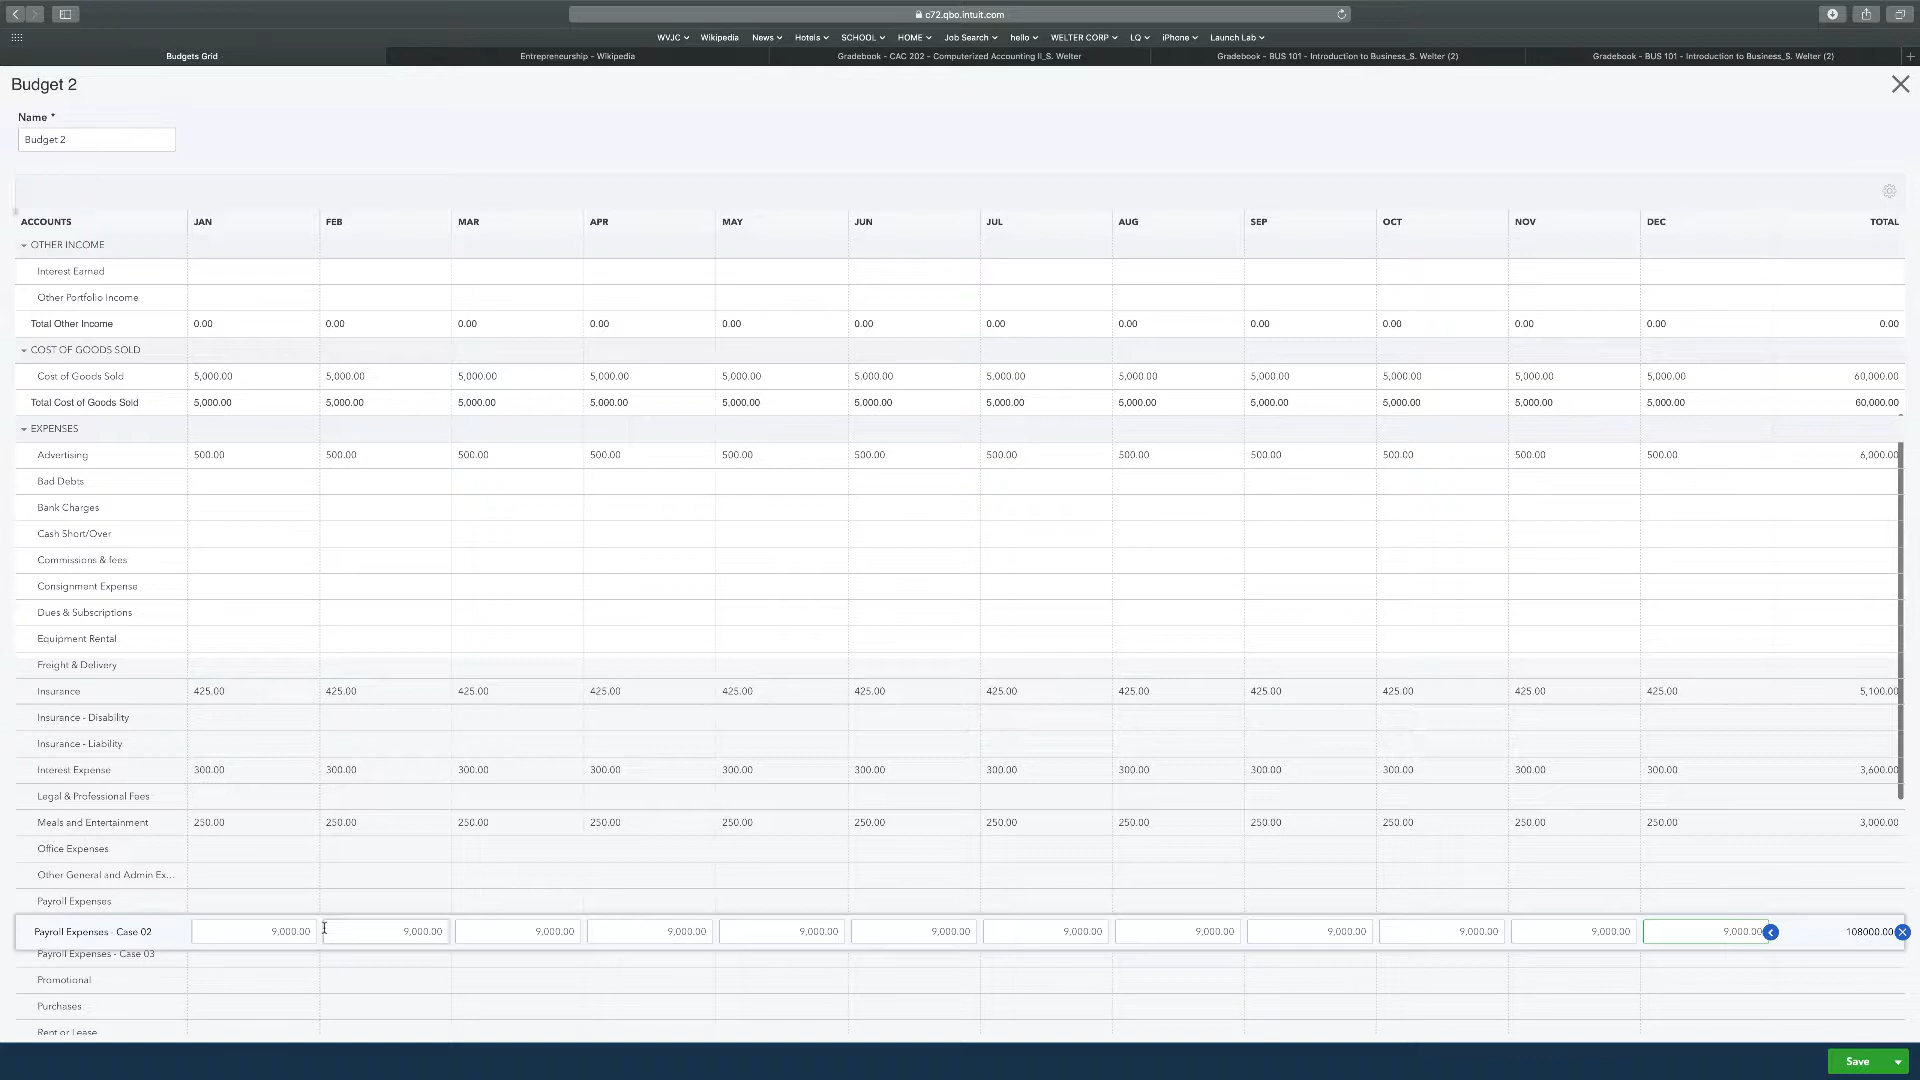 c72.qbo.intuit.com
WVJC Wikipedia News Hotels SCHOOL HOME Job Search hello WELTER CORP LQ iPhone Launch Lab
Budgets Grid Entrepreneurship - Wikipedia Gradebook - CAC 202 - Computerized Accounting II_S. Welter Gradebook - BUS 101 - Introduction to Business_S. Welter (2) Gradebook - BUS 101 - Introduction to Business_S. Welter (2)
Budget 2
Name *
Budget 2
ACCOUNTS JAN FEB MAR APR MAY JUN JUL AUG SEP OCT NOV DEC TOTAL
OTHER INCOME
Interest Earned
Other Portfolio Income
Total Other Income 0.00 0.00 0.00 0.00 0.00 0.00 0.00 0.00 0.00 0.00 0.00 0.00 0.00
COST OF GOODS SOLD
Cost of Goods Sold 5,000.00 5,000.00 5,000.00 5,000.00 5,000.00 5,000.00 5,000.00 5,000.00 5,000.00 5,000.00 5,000.00 5,000.00 60,000.00
Total Cost of Goods Sold 5,000.00 5,000.00 5,000.00 5,000.00 5,000.00 5,000.00 5,000.00 5,000.00 5,000.00 5,000.00 5,000.00 5,000.00 60,000.00
EXPENSES
Advertising 500.00 500.00 500.00 500.00 500.00 500.00 500.00 500.00 500.00 500.00 500.00 500.00 6,000.00
Bad Debts
Bank Charges
Cash Short/Over
Commissions & fees
Consignment Expense
Dues & Subscriptions
Equipment Rental
Freight & Delivery
Insurance 425.00 425.00 425.00 425.00 425.00 425.00 425.00 425.00 425.00 425.00 425.00 425.00 5,100.00
Insurance - Disability
Insurance - Liability
Interest Expense 300.00 300.00 300.00 300.00 300.00 300.00 300.00 300.00 300.00 300.00 300.00 300.00 3,600.00
Legal & Professional Fees
Meals and Entertainment 250.00 250.00 250.00 250.00 250.00 250.00 250.00 250.00 250.00 250.00 250.00 250.00 3,000.00
Office Expenses
Other General and Admin Ex...
Payroll Expenses
Payroll Expenses - Case 02 9,000.00 9,000.00 9,000.00 9,000.00 9,000.00 9,000.00 9,000.00 9,000.00 9,000.00 9,000.00 9,000.00 9,000.00 108000.00
Payroll Expenses - Case 03
Promotional
Purchases
Rent or Lease
Save